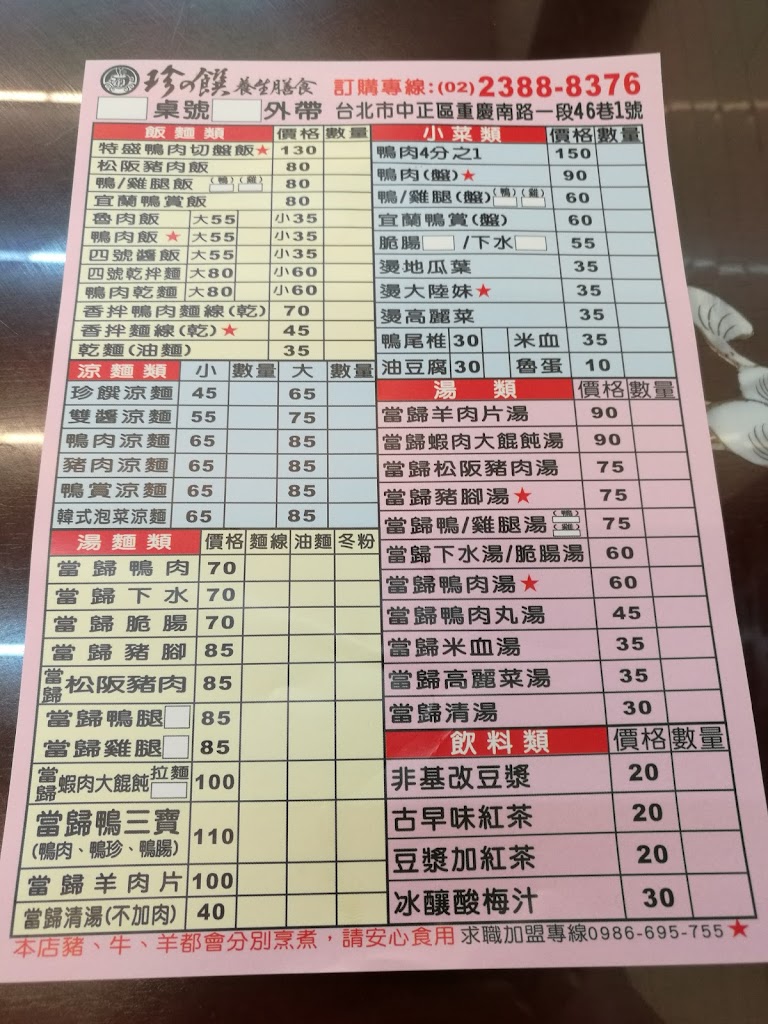 珍の饌 養生膳食 訂購專線:(02)2388-8376
桌號 外帶 台北市中正區重慶南路一段46巷1號
飯麵類 價格 數量
特盛鴨肉切盤飯★ 130
松阪豬肉飯 80
鴨/雞腿飯 (鴨) (雞) 80
宜蘭鴨賞飯 80
魯肉飯 大55 小35
鴨肉飯★ 大55 小35
四號醬飯 大55 小35
四號乾拌麵 大80 小60
鴨肉乾麵 大80 小60
香拌鴨肉麵線(乾) 70
香拌麵線(乾)★ 45
乾麵(油麵) 35
涼麵類 小 數量 大 數量
珍饌涼麵 45 65
雙醬涼麵 55 75
鴨肉涼麵 65 85
豬肉涼麵 65 85
鴨賞涼麵 65 85
韓式泡菜涼麵 65 85
湯麵類 價格 麵線 油麵 冬粉
當歸鴨肉 70
當歸下水 70
當歸脆腸 70
當歸豬腳 85
當歸松阪豬肉 85
當歸鴨腿 85
當歸雞腿 85
當歸蝦肉大餛飩 拉麵 100
當歸鴨三寶 110
(鴨肉、鴨珍、鴨腸)
當歸羊肉片 100
當歸清湯(不加肉) 40
小菜類 價格 數量
鴨肉4分之1 150
鴨肉(盤)★ 90
鴨/雞腿(盤) (鴨) (雞) 60
宜蘭鴨賞(盤) 60
脆腸 /下水 55
燙地瓜葉 35
燙大陸妹★ 35
燙高麗菜 35
鴨尾椎 30 米血 35
油豆腐 30 魯蛋 10
湯類 價格 數量
當歸羊肉片湯 90
當歸蝦肉大餛飩湯 90
當歸松阪豬肉湯 75
當歸豬腳湯★ 75
當歸鴨/雞腿湯 (鴨) (雞) 75
當歸下水湯/脆腸湯 60
當歸鴨肉湯★ 60
當歸鴨肉丸湯 45
當歸米血湯 35
當歸高麗菜湯 35
當歸清湯 30
飲料類 價格 數量
非基改豆漿 20
古早味紅茶 20
豆漿加紅茶 20
冰釀酸梅汁 30
本店豬、牛、羊都會分別烹煮，請安心食用 求職加盟專線0986-695-755★